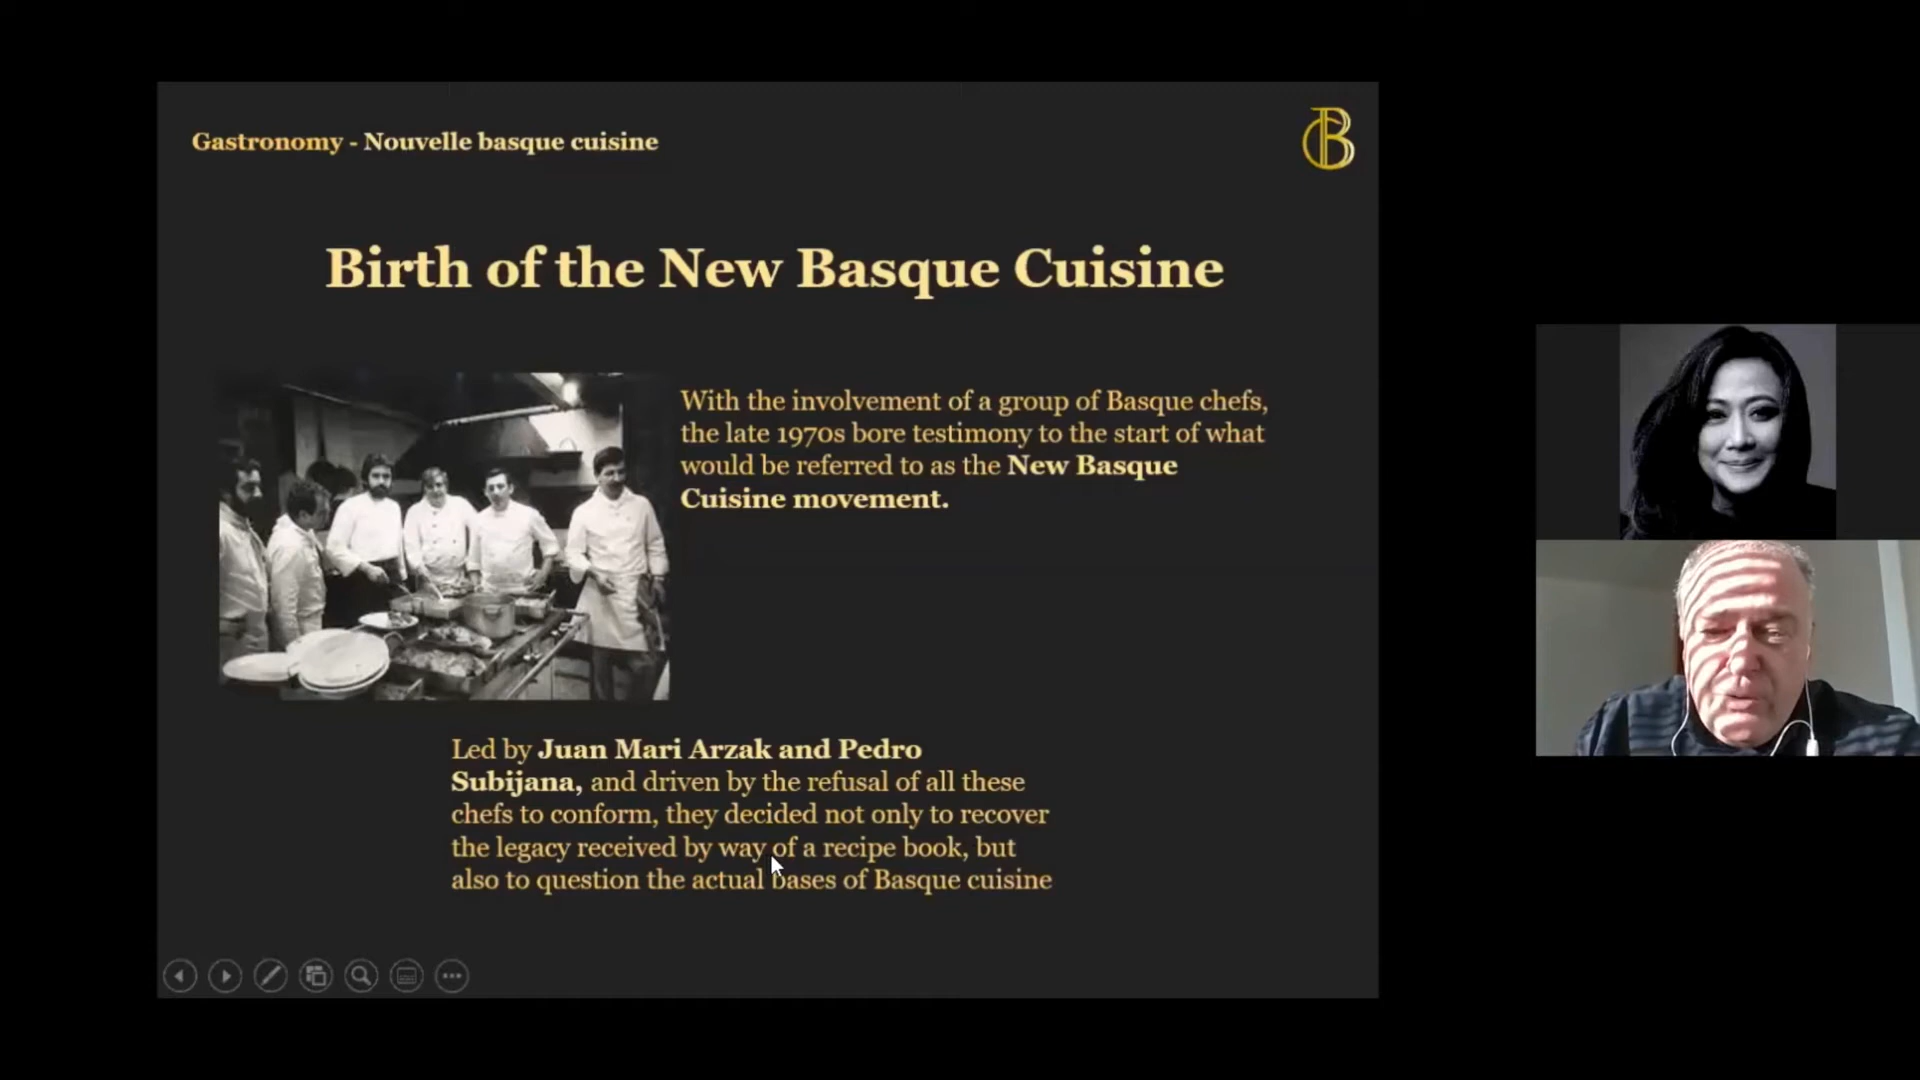 Gastronomy - Nouvelle basque cuisine
B
Birth of the New Basque Cuisine
With the involvement of a group of Basque chefs,
the late 1970s bore testimony to the start of what
would be referred to as the New Basque
Cuisine movement.
Led by Juan Mari Arzak and Pedro
Subijana, and driven by the refusal of all these
chefs to conform, they decided not only to recover
the legacy received by way of a recipe book, but
also to question the actual bases of Basque cuisine